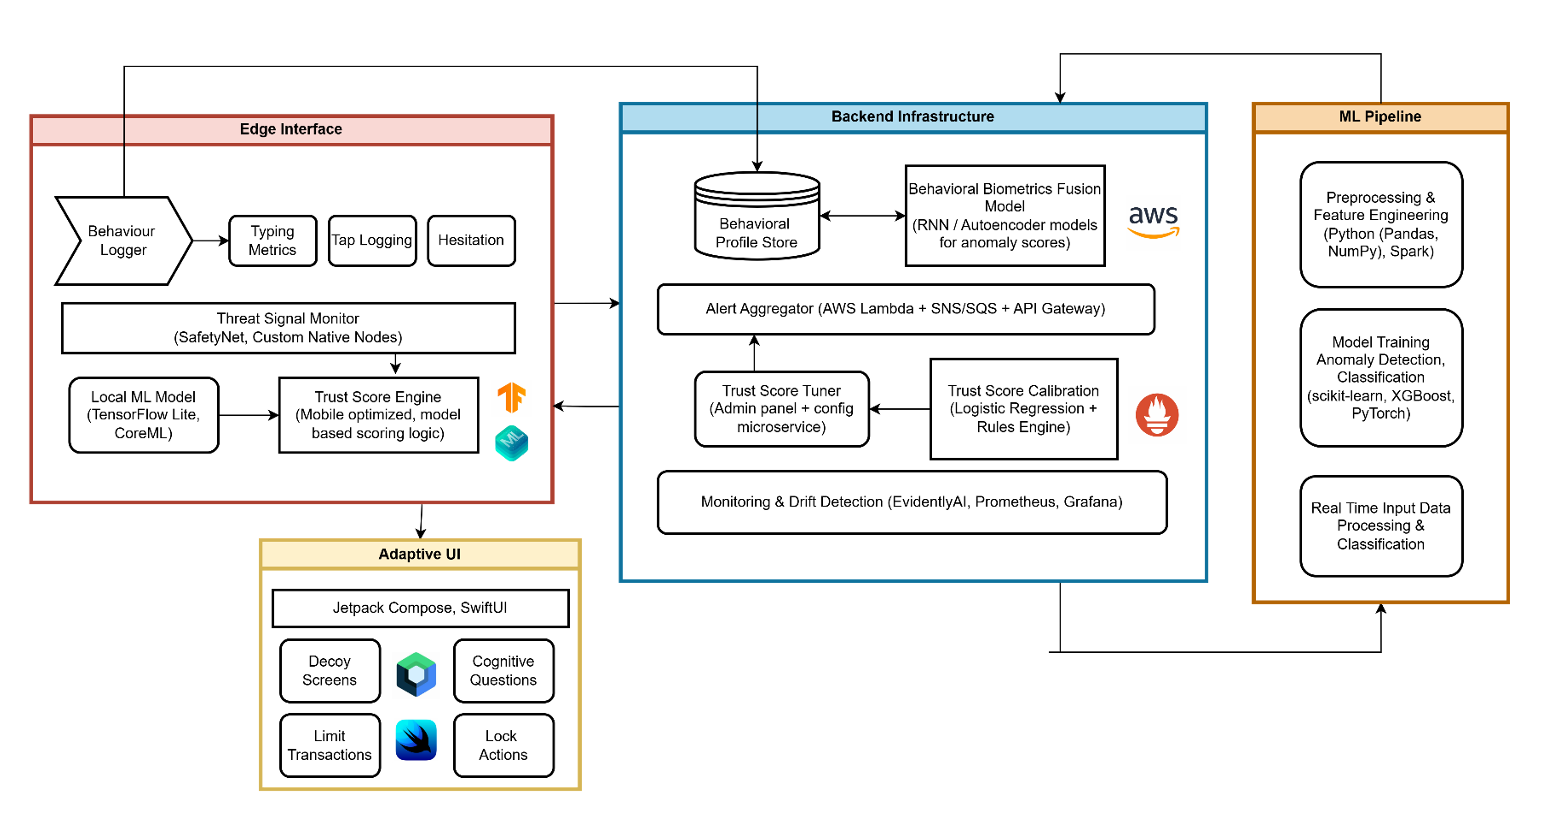 Edge Interface
Behaviour
Logger
Typing
Metrics
Tap Logging
Hesitation
Threat Signal Monitor
(SafetyNet, Custom Native Nodes)
Local ML Model
(TensorFlow Lite,
CoreML)
Trust Score Engine
(Mobile optimized, model
based scoring logic)
ML
Adaptive UI
Jetpack Compose, SwiftUI
Decoy
Screens
Cognitive
Questions
Limit
Transactions
Lock
Actions
Backend Infrastructure
Behavioral
Profile Store
Behavioral Biometrics Fusion
Model
(RNN / Autoencoder models
for anomaly scores)
aws
Alert Aggregator (AWS Lambda + SNS/SQS + API Gateway)
Trust Score Tuner
(Admin panel + config
microservice)
Trust Score Calibration
(Logistic Regression +
Rules Engine)
Monitoring & Drift Detection (EvidentlyAI, Prometheus, Grafana)
ML Pipeline
Preprocessing &
Feature Engineering
(Python (Pandas,
NumPy), Spark)
Model Training
Anomaly Detection,
Classification
(scikit-learn, XGBoost,
PyTorch)
Real Time Input Data
Processing &
Classification